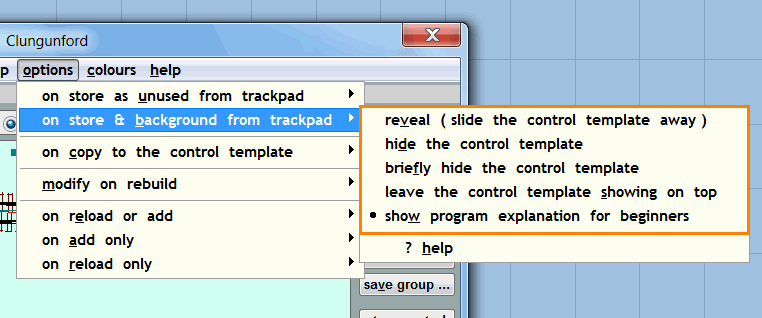 Clungunford
p options colours help
on store as unused from trackpad
on store & background from trackpad
on copy to the control template
modify on rebuild
on reload or add
on add only
on reload only
reveal ( slide the control template away )
hide the control template
briefly hide the control template
leave the control template showing on top
show program explanation for beginners
? help
save group ...